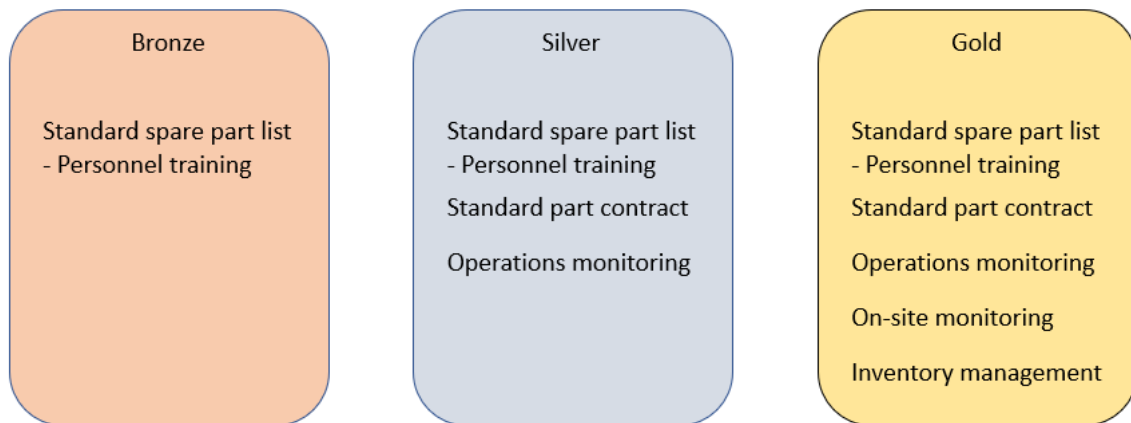 Bronze
Standard spare part list
- Personnel training
Silver
Standard spare part list
- Personnel training
Standard part contract
Operations monitoring
Gold
Standard spare part list
- Personnel training
Standard part contract
Operations monitoring
On-site monitoring
Inventory management